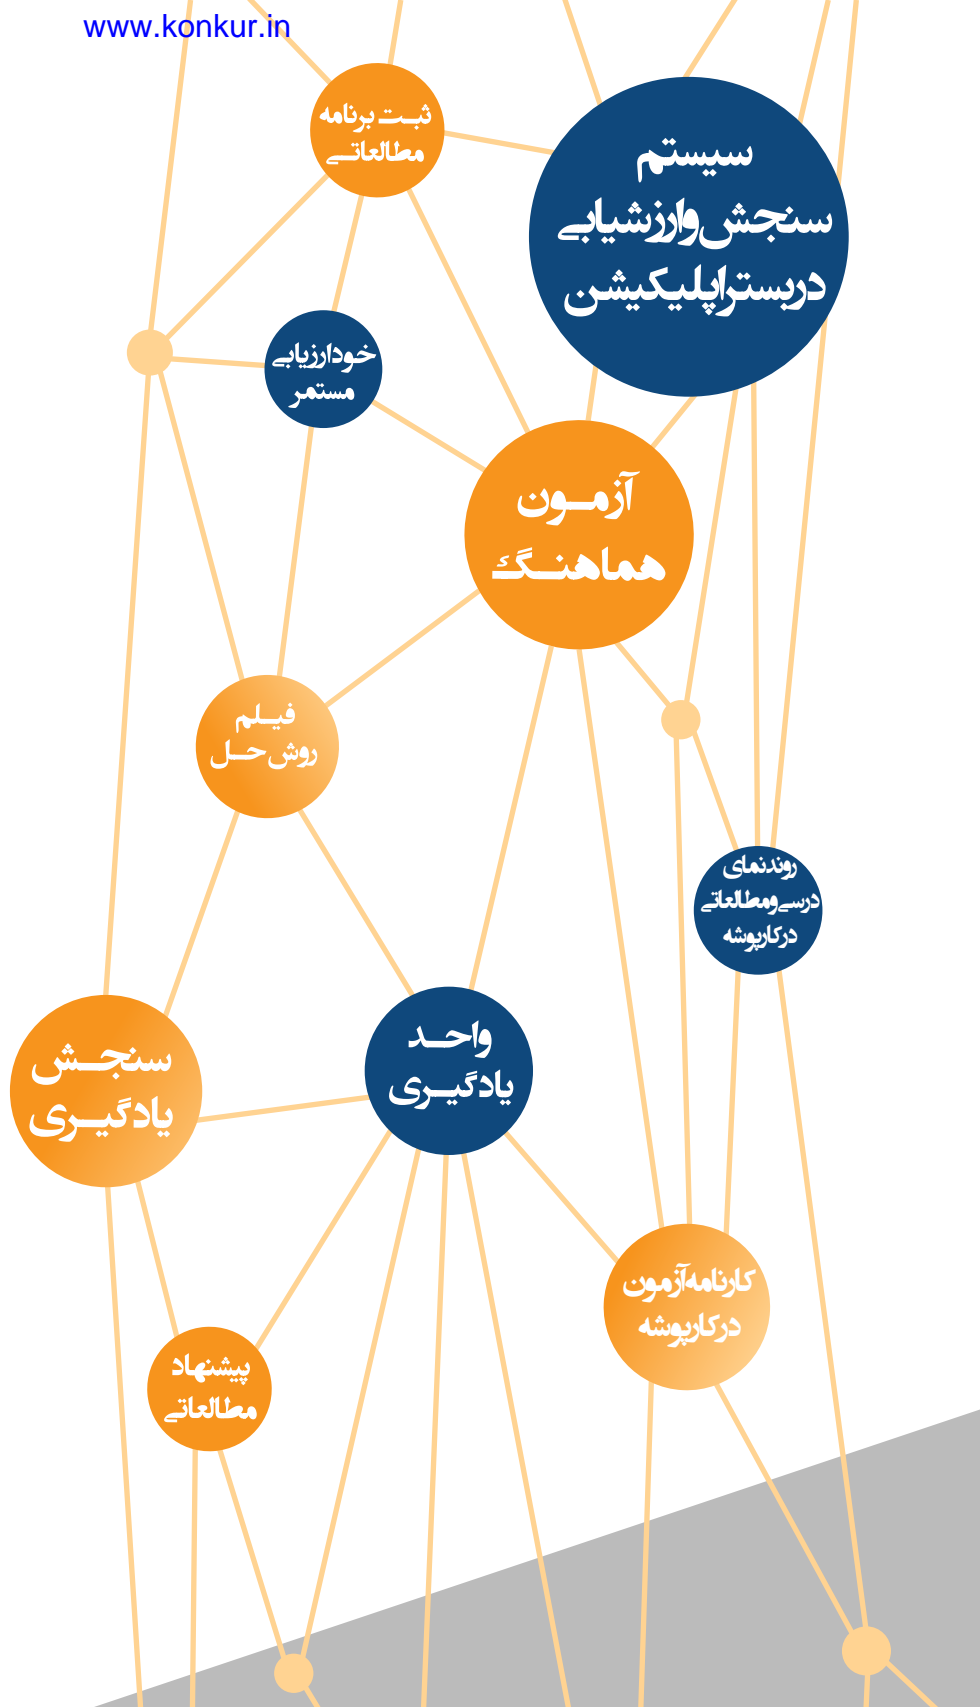 www.konkur.in
ثبت برنامه
مطالعاتی
سیستم
سنجش و ارزشیابی
در بستر اپلیکیشن
خودارزیابی
مستمر
آزمون
هماهنگ
فیلم
روش حل
روندنمای
درسی و مطالعاتی
در کارپوشه
سنجش
یادگیری
واحد
یادگیری
کارنامه آزمون
در کارپوشه
پیشنهاد
مطالعاتی